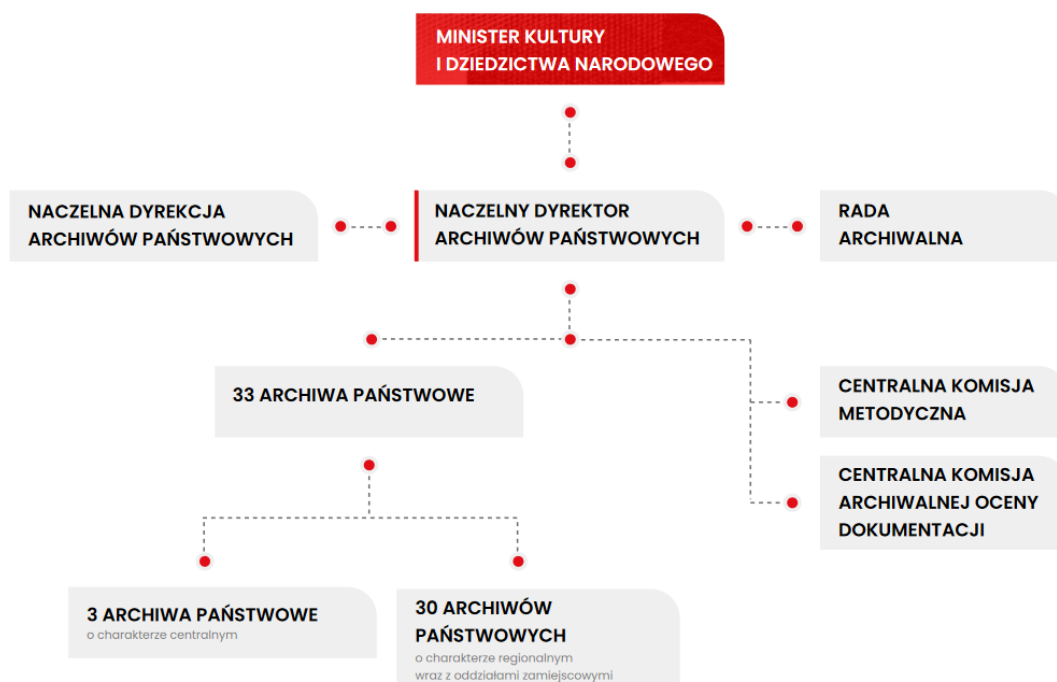 MINISTER KULTURY
I DZIEDZICTWA NARODOWEGO
NACZELNA DYREKCJA
ARCHIWÓW PAŃSTWOWYCH
NACZELNY DYREKTOR
ARCHIWÓW PAŃSTWOWYCH
RADA
ARCHIWALNA
33 ARCHIWA PAŃSTWOWE
CENTRALNA KOMISJA
METODYCZNA
CENTRALNA KOMISJA
ARCHIWALNEJ OCENY
DOKUMENTACJI
3 ARCHIWA PAŃSTWOWE
o charakterze centralnym
30 ARCHIWÓW
PAŃSTWOWYCH
o charakterze regionalnym
wraz z oddziałami zamiejscowymi